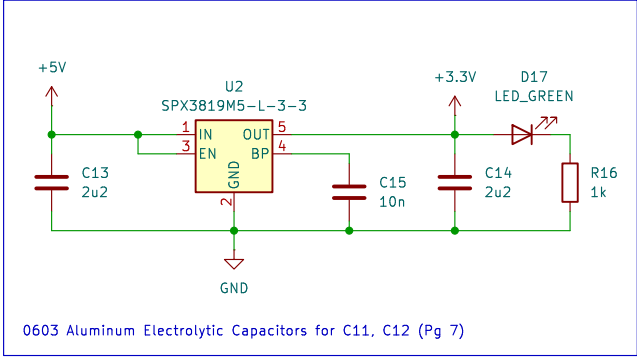 +5V
U2
SPX3819M5-L-3-3
+3.3V
D17
LED_GREEN
1 IN OUT 5
3 EN BP 4
GND
2
C13
2u2
C15
10n
C14
2u2
R16
1k
GND
0603 Aluminum Electrolytic Capacitors for C11, C12 (Pg 7)